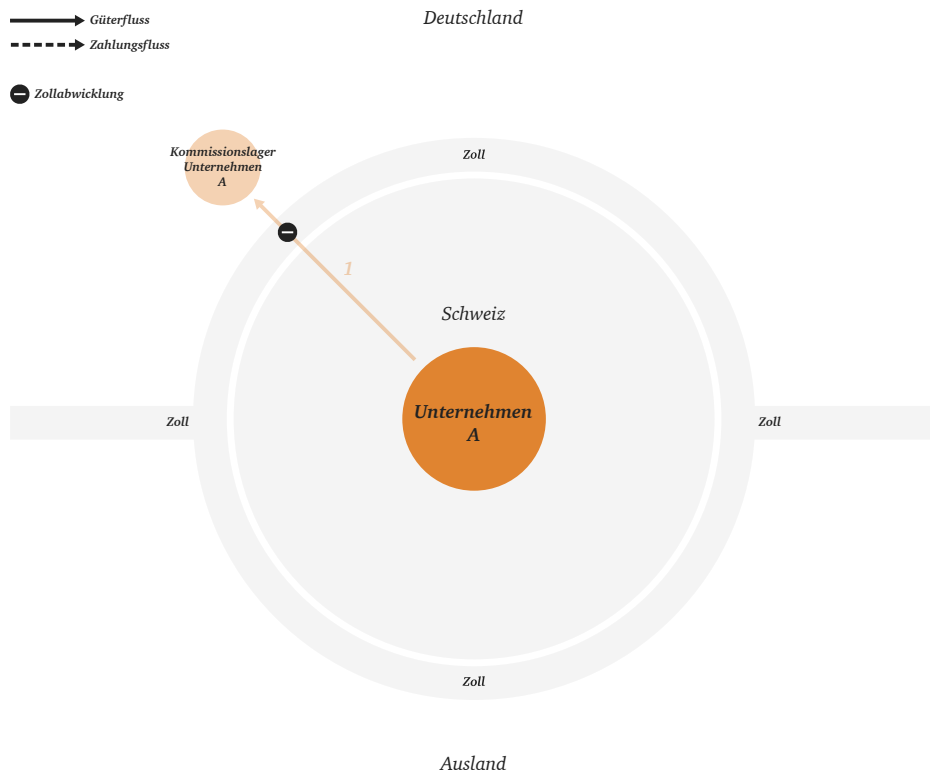 Deutschland
Güterfluss
Zahlungsfluss
Zollabwicklung
Kommissionslager
Unternehmen
A
Zoll
1
Schweiz
Unternehmen
A
Zoll
Zoll
Zoll
Ausland